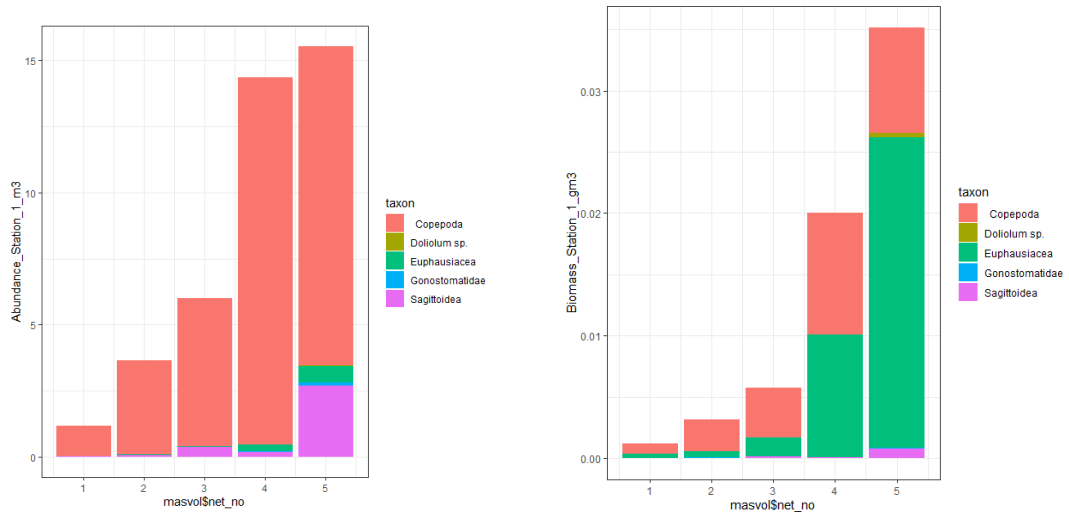 Abundance_Station_1_m3
15
10
5
0
1 2 3 4 5
masvol$net_no
taxon
Copepoda
Doliolum sp.
Euphausiacea
Gonostomatidae
Sagittoidea
Biomass_Station_1_gm3
0.03
0.02
0.01
0.00
1 2 3 4 5
masvol$net_no
taxon
Copepoda
Doliolum sp.
Euphausiacea
Gonostomatidae
Sagittoidea